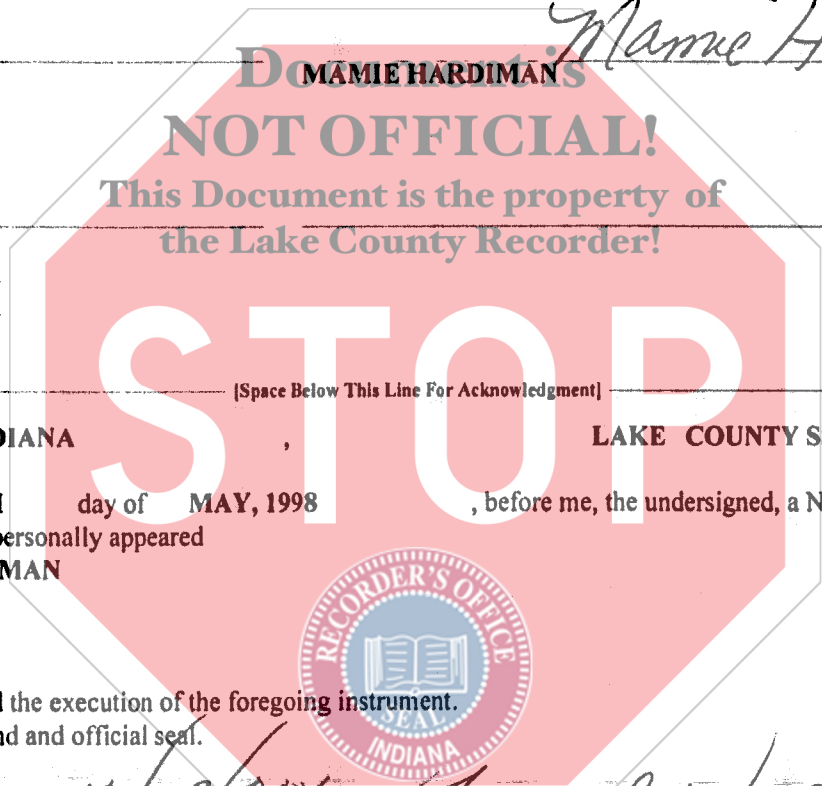 Mamie H
Document is
MAMIE HARDIMAN
NOT OFFICIAL!
This Document is the property of
the Lake County Recorder!
STOP
[Space Below This Line For Acknowledgment]
DIANA , LAKE COUNTY S
day of MAY, 1998 , before me, the undersigned, a N
ersonally appeared
MAN
RECORDER'S OFFICE
SEAL
INDIANA
the execution of the foregoing instrument.
nd and official seal.